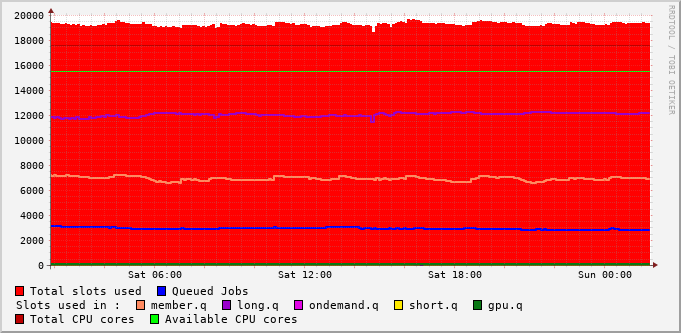 20000
18000
16000
14000
12000
10000
8000
6000
4000
2000
0
Sat 06:00 Sat 12:00 Sat 18:00 Sun 00:00
Total slots used Queued Jobs
Slots used in : member.q long.q ondemand.q short.q gpu.q
Total CPU cores Available CPU cores
RRDTOOL / TOBI OETIKER